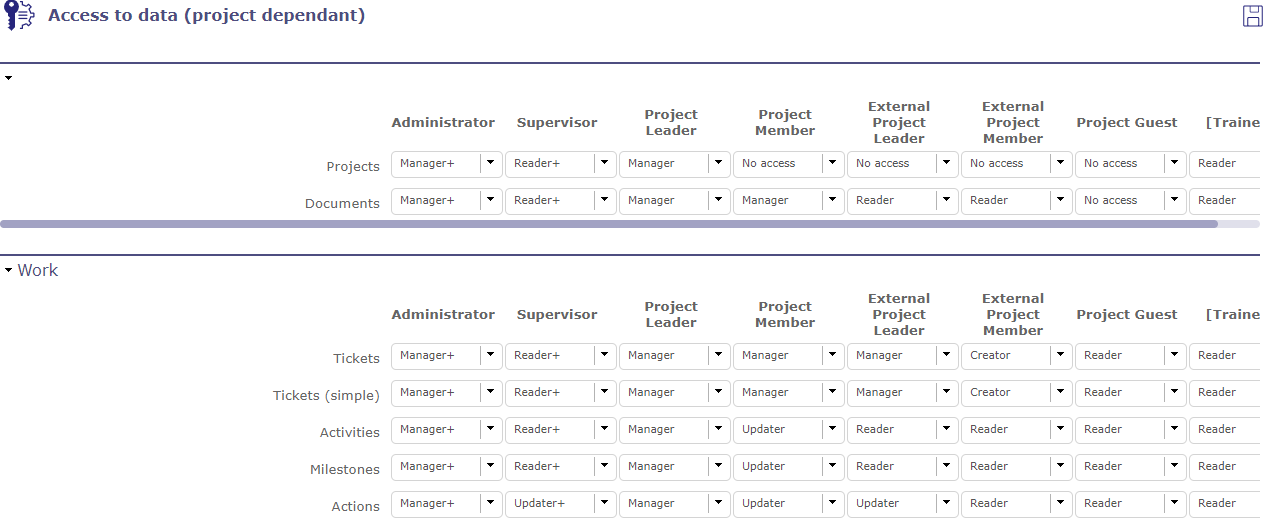 Access to data (project dependant)
Administrator Supervisor Project Leader Project Member External Project Leader External Project Member Project Guest [Traine
Projects Manager+ Reader+ Manager No access No access No access No access Reader
Documents Manager+ Reader+ Manager Manager Reader Reader No access Reader
Work
Administrator Supervisor Project Leader Project Member External Project Leader External Project Member Project Guest [Traine
Tickets Manager+ Reader+ Manager Manager Manager Creator Reader Reader
Tickets (simple) Manager+ Reader+ Manager Manager Manager Creator Reader Reader
Activities Manager+ Reader+ Manager Updater Reader Reader Reader Reader
Milestones Manager+ Reader+ Manager Updater Reader Reader Reader Reader
Actions Manager+ Updater+ Manager Updater Updater Reader Reader Reader